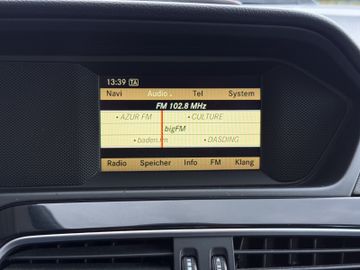 13:39 TA
Navi Audio Tel System
FM 102.8 MHz
• AZUR FM • CULTURE
bigFM
• baden.fm • DASDING
Radio Speicher Info FM Klang